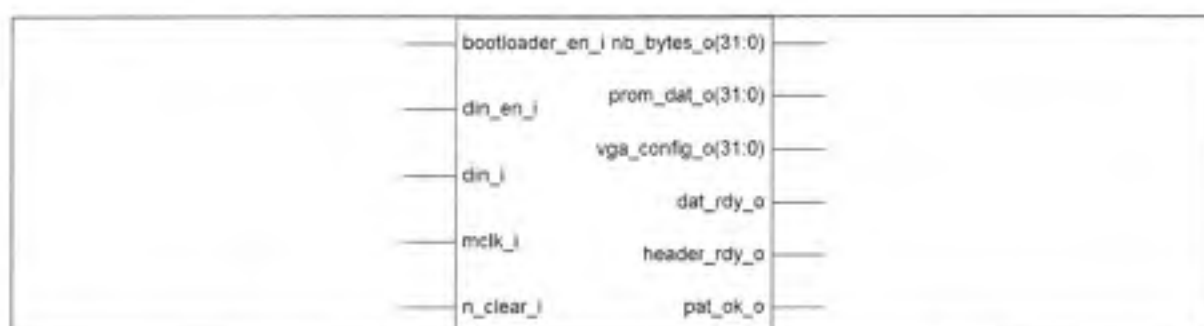 bootloader_en_i nb_bytes_o(31:0)
prom_dat_o(31:0)
din_en_i
vga_config_o(31:0)
din_i
dat_rdy_o
mclk_i
header_rdy_o
n_clear_i
pat_ok_o